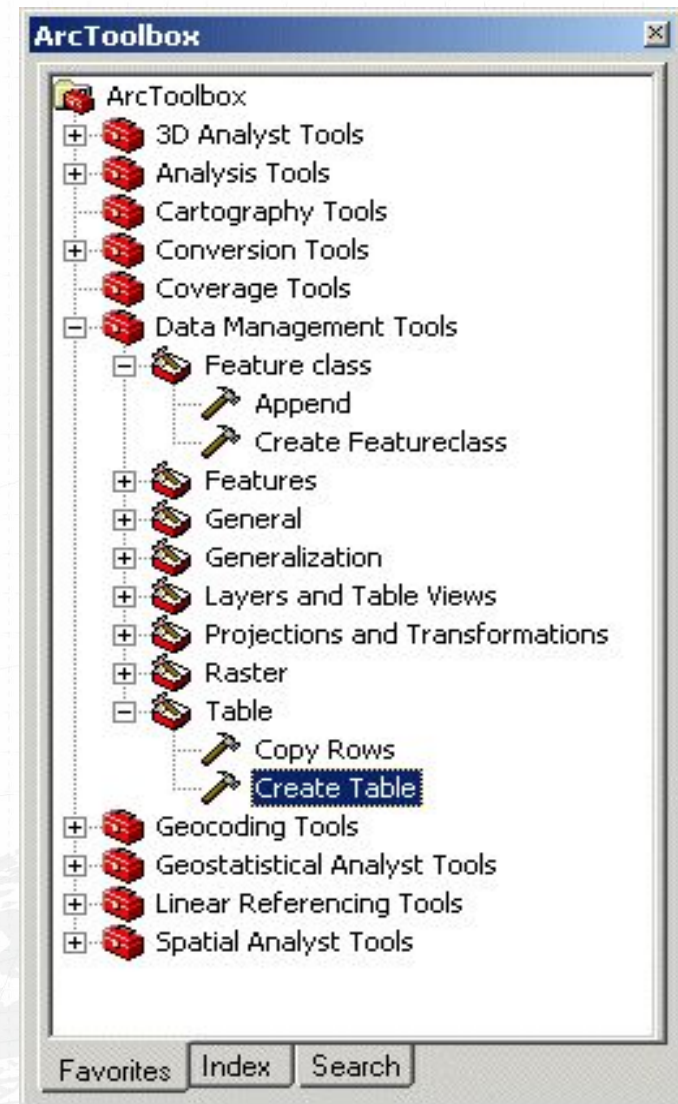 ArcToolbox
ArcToolbox
3D Analyst Tools
Analysis Tools
Cartography Tools
Conversion Tools
Coverage Tools
Data Management Tools
Feature class
Append
Create Featureclass
Features
General
Generalization
Layers and Table Views
Projections and Transformations
Raster
Table
Copy Rows
Create Table
Geocoding Tools
Geostatistical Analyst Tools
Linear Referencing Tools
Spatial Analyst Tools
Favorites Index Search